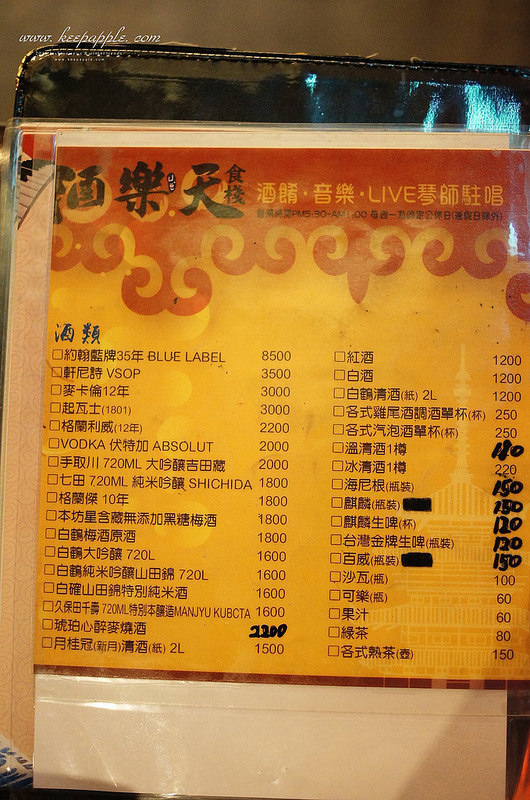 www.keepapple.com
www.keepapple.com
酒樂天食棧
酒餚·音樂·LIVE琴師駐唱
酒類
□約翰藍牌35年 BLUE LABEL 8500
□軒尼詩 VSOP 3500
□麥卡倫12年 3000
□起瓦士(1801) 3000
□格蘭利威(12年) 2200
□VODKA 伏特加 ABSOLUT 2000
□手取川 720ML 大吟釀吉田藏 2000
□七田 720ML 純米吟釀 SHICHIDA 1800
□格蘭傑 10年 1800
□本坊星含藏無添加黑糖梅酒 1800
□白鶴梅酒原酒 1800
□白鶴大吟釀 720L 1600
□白鶴純米吟釀山田錦 720L 1600
□白確山田錦特別純米酒 1600
□久保田千壽 720ML特別本釀造MANJYU KUBCTA 1600
□琥珀心醉麥燒酒 2200
□月桂冠(新月)清酒(紙) 2L 1500
□紅酒 1200
□白酒 1200
□白鶴清酒(紙) 2L 1200
□各式雞尾酒調酒單杯(杯) 250
□各式汽泡酒單杯(杯) 250
□溫清酒1樽
□冰清酒1樽 220
□海尼根(瓶裝) 150
□麒麟(瓶裝) 150
□麒麟生啤(杯) 120
□台灣金牌生啤(瓶裝) 120
□百威(瓶裝) 150
□沙瓦(瓶) 100
□可樂(瓶) 60
□果汁 60
□綠茶 80
□各式熱茶(壺) 150